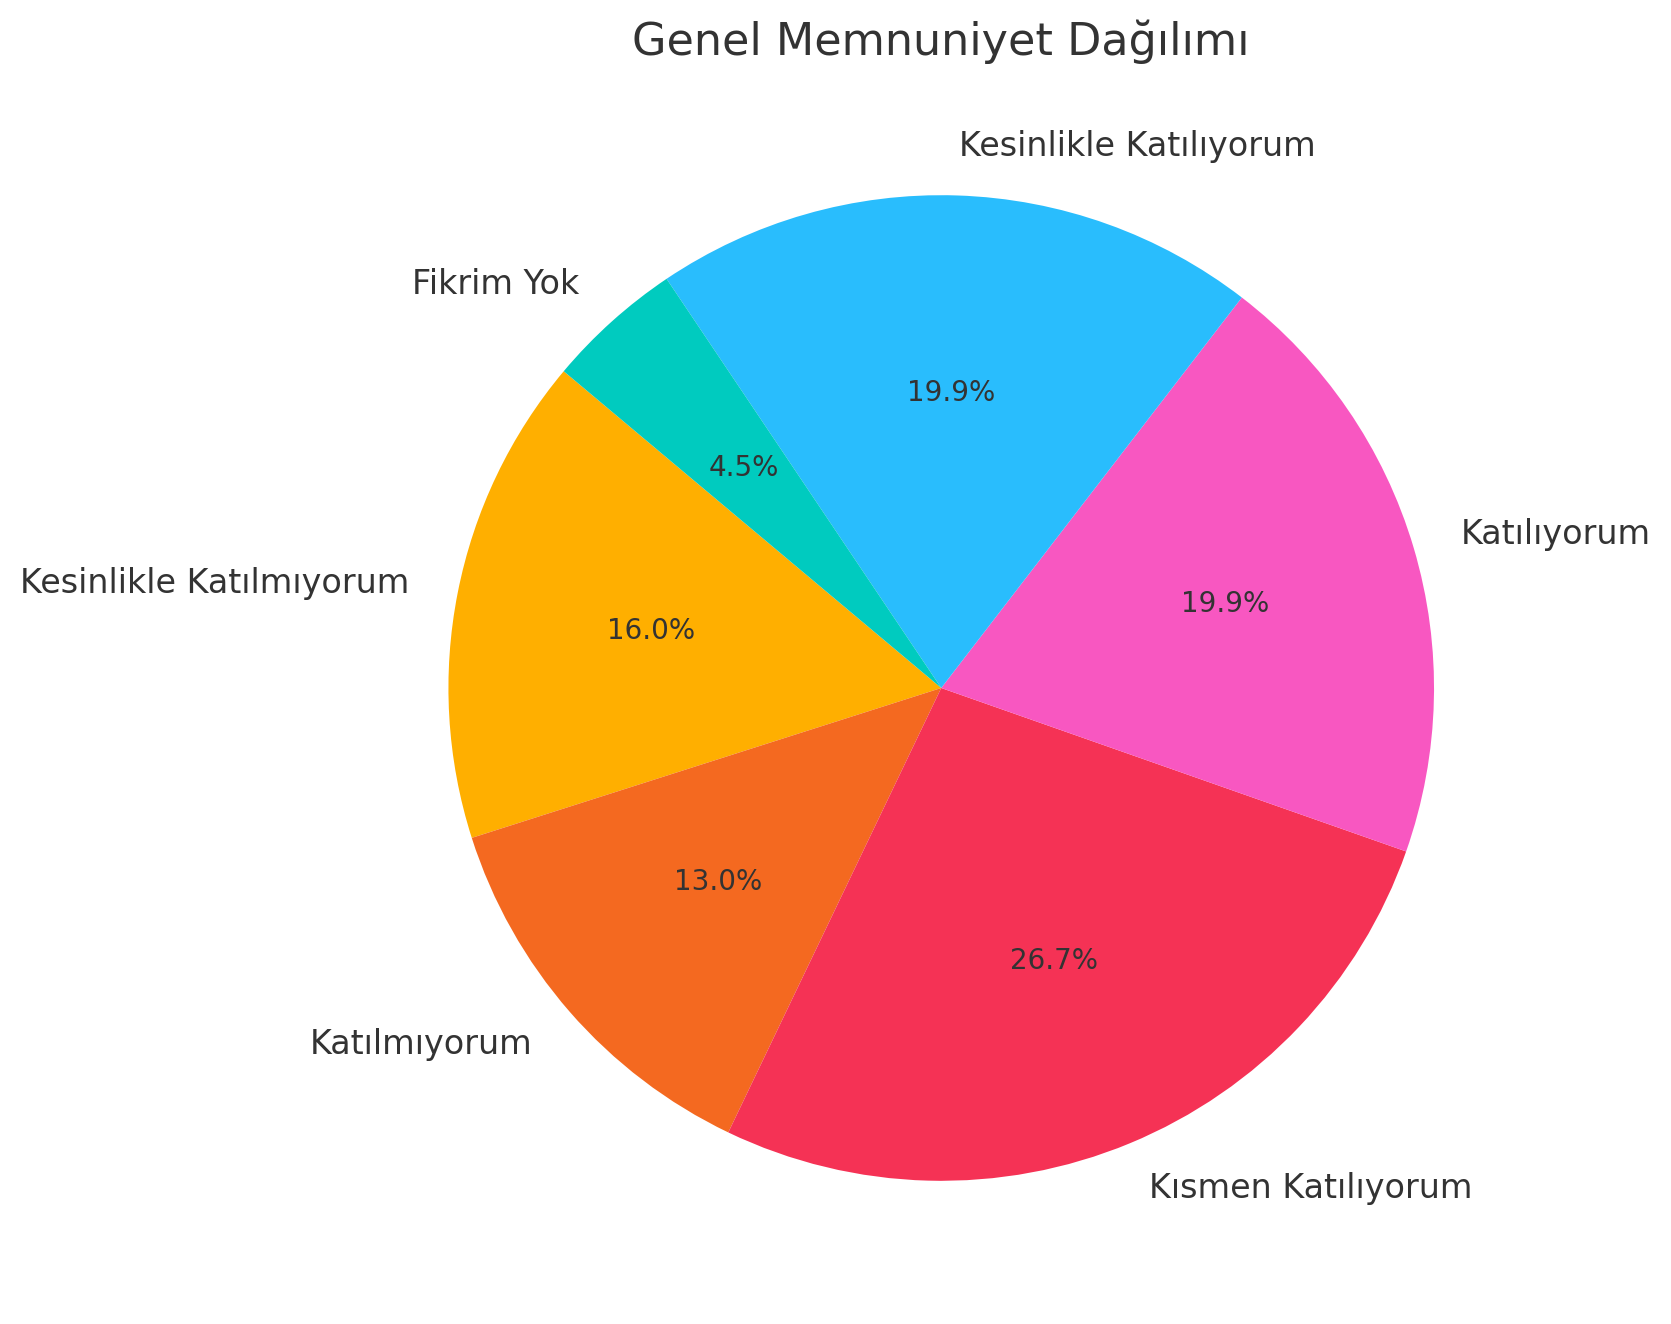 Genel Memnuniyet Dağılımı
Kesinlikle Katılıyorum
Fikrim Yok
19.9%
4.5%
Katılıyorum
Kesinlikle Katılmıyorum
19.9%
16.0%
13.0%
26.7%
Katılmıyorum
Kısmen Katılıyorum